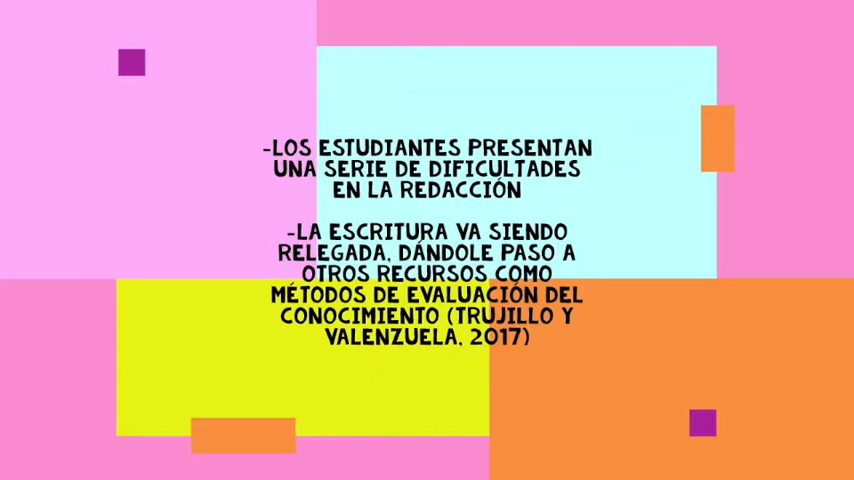 -LOS ESTUDIANTES PRESENTAN
UNA SERIE DE DIFICULTADES
EN LA REDACCIÓN
-LA ESCRITURA VA SIENDO
RELEGADA, DÁNDOLE PASO A
OTROS RECURSOS COMO
MÉTODOS DE EVALUACIÓN DEL
CONOCIMIENTO (TRUJILLO Y
VALENZUELA, 2017)